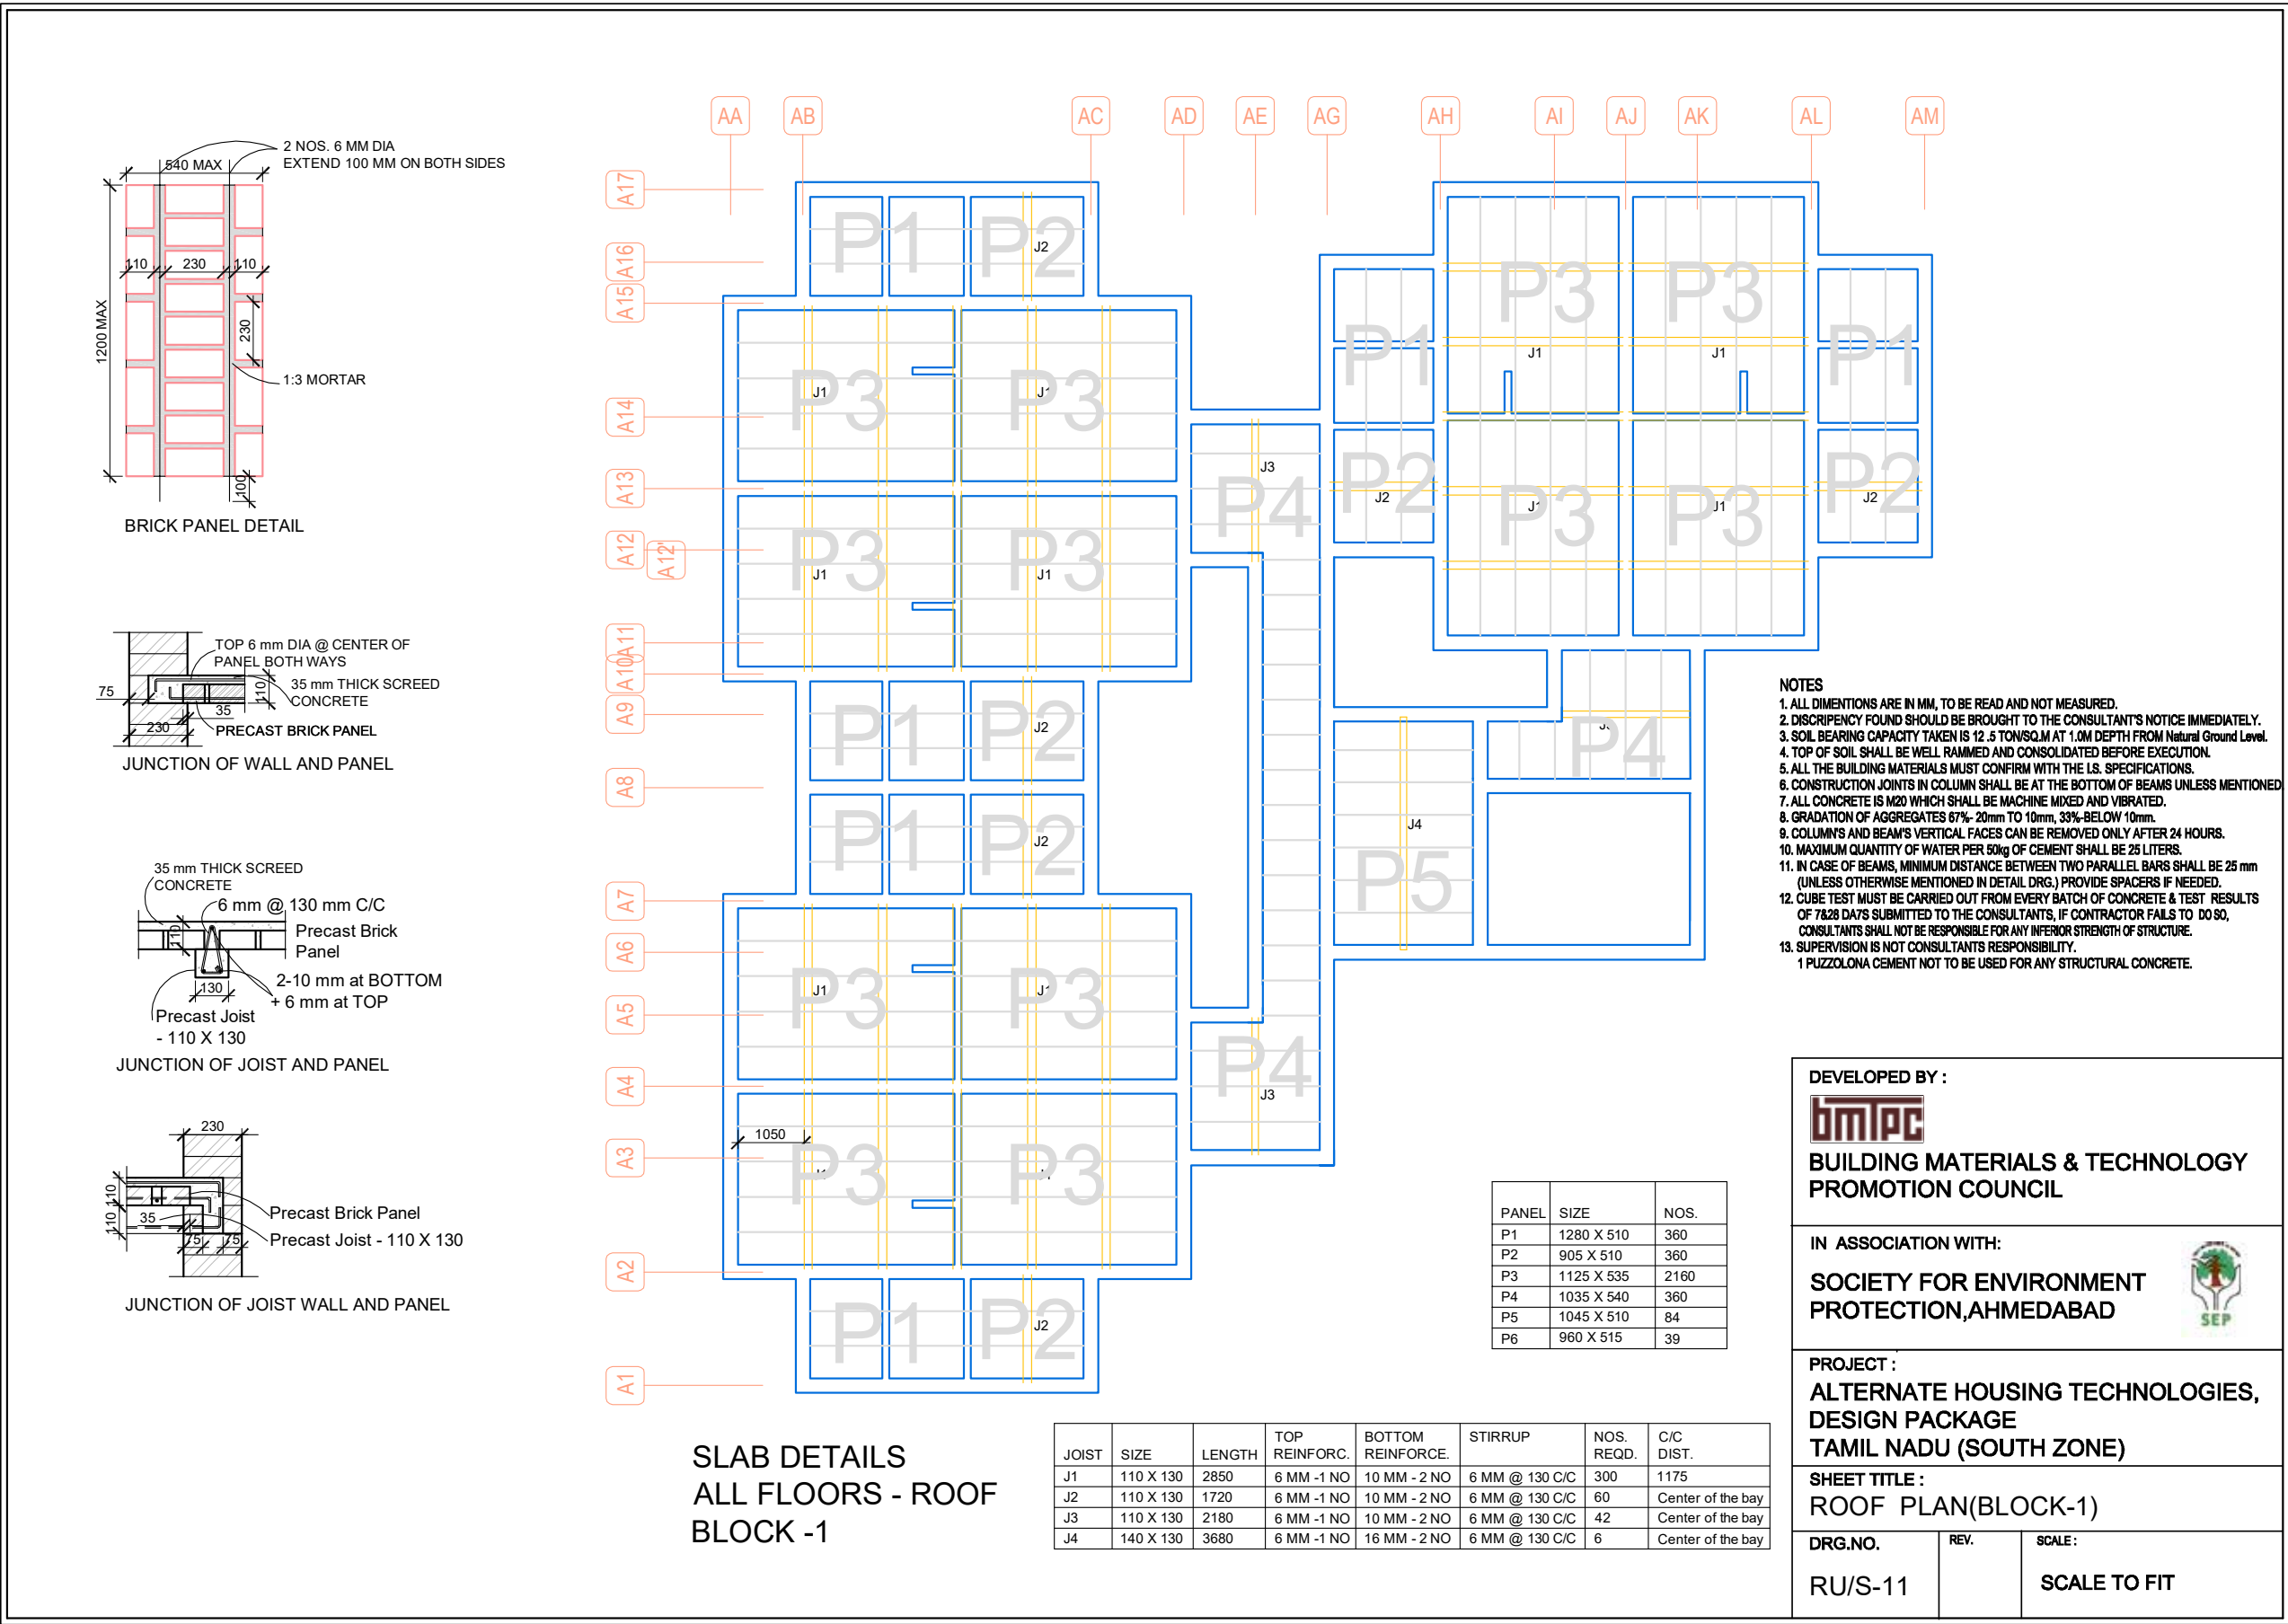 AA AB AC AD AE AG AH AI AJ AK AL AM
A17
A16
A15
A14
A13
A12
A12'
A11
A10
A9
A8
A7
A6
A5
A4
A3
A2
A1
2 NOS. 6 MM DIA
EXTEND 100 MM ON BOTH SIDES
540 MAX
110 230 110
1200 MAX
230
1:3 MORTAR
100
BRICK PANEL DETAIL
TOP 6 mm DIA @ CENTER OF
PANEL BOTH WAYS
75
110
35 mm THICK SCREED
CONCRETE
35
230
PRECAST BRICK PANEL
JUNCTION OF WALL AND PANEL
35 mm THICK SCREED
CONCRETE
6 mm @ 130 mm C/C
110
Precast Brick
Panel
130
2-10 mm at BOTTOM
+ 6 mm at TOP
Precast Joist
- 110 X 130
JUNCTION OF JOIST AND PANEL
230
110
110
35
75 75
Precast Brick Panel
Precast Joist - 110 X 130
JUNCTION OF JOIST WALL AND PANEL
P1 P2 J2
P3 J1 P3 J1
P3 J1 P3 J1
P1 P2 J2
P1 P2 J2
P3 J1 P3 J1
1050
P3 P3
P1 P2 J2
J3
P4
P4
J3
P3 P3
P1 P1
J1 J1
P2 J2 P3 J1 P3 J1 P2 J2
P4
J4
P5
NOTES
1. ALL DIMENTIONS ARE IN MM, TO BE READ AND NOT MEASURED.
2. DISCRIPENCY FOUND SHOULD BE BROUGHT TO THE CONSULTANT'S NOTICE IMMEDIATELY.
3. SOIL BEARING CAPACITY TAKEN IS 12 .5 TON/SQ.M AT 1.0M DEPTH FROM Natural Ground Level.
4. TOP OF SOIL SHALL BE WELL RAMMED AND CONSOLIDATED BEFORE EXECUTION.
5. ALL THE BUILDING MATERIALS MUST CONFIRM WITH THE I.S. SPECIFICATIONS.
6. CONSTRUCTION JOINTS IN COLUMN SHALL BE AT THE BOTTOM OF BEAMS UNLESS MENTIONED
7. ALL CONCRETE IS M20 WHICH SHALL BE MACHINE MIXED AND VIBRATED.
8. GRADATION OF AGGREGATES 67%- 20mm TO 10mm, 33%-BELOW 10mm.
9. COLUMN'S AND BEAM'S VERTICAL FACES CAN BE REMOVED ONLY AFTER 24 HOURS.
10. MAXIMUM QUANTITY OF WATER PER 50kg OF CEMENT SHALL BE 25 LITERS.
11. IN CASE OF BEAMS, MINIMUM DISTANCE BETWEEN TWO PARALLEL BARS SHALL BE 25 mm
(UNLESS OTHERWISE MENTIONED IN DETAIL DRG.) PROVIDE SPACERS IF NEEDED.
12. CUBE TEST MUST BE CARRIED OUT FROM EVERY BATCH OF CONCRETE & TEST RESULTS
OF 7&28 DA7S SUBMITTED TO THE CONSULTANTS, IF CONTRACTOR FAILS TO DO SO,
CONSULTANTS SHALL NOT BE RESPONSIBLE FOR ANY INFERIOR STRENGTH OF STRUCTURE.
13. SUPERVISION IS NOT CONSULTANTS RESPONSIBILITY.
1 PUZZOLONA CEMENT NOT TO BE USED FOR ANY STRUCTURAL CONCRETE.
PANEL SIZE NOS.
P1 1280 X 510 360
P2 905 X 510 360
P3 1125 X 535 2160
P4 1035 X 540 360
P5 1045 X 510 84
P6 960 X 515 39
SLAB DETAILS
ALL FLOORS - ROOF
BLOCK -1
JOIST SIZE LENGTH TOP REINFORC. BOTTOM REINFORCE. STIRRUP NOS. REQD. C/C DIST.
J1 110 X 130 2850 6 MM -1 NO 10 MM - 2 NO 6 MM @ 130 C/C 300 1175
J2 110 X 130 1720 6 MM -1 NO 10 MM - 2 NO 6 MM @ 130 C/C 60 Center of the bay
J3 110 X 130 2180 6 MM -1 NO 10 MM - 2 NO 6 MM @ 130 C/C 42 Center of the bay
J4 140 X 130 3680 6 MM -1 NO 16 MM - 2 NO 6 MM @ 130 C/C 6 Center of the bay
DEVELOPED BY :
bmTpc
BUILDING MATERIALS & TECHNOLOGY
PROMOTION COUNCIL
IN ASSOCIATION WITH:
SOCIETY FOR ENVIRONMENT
PROTECTION,AHMEDABAD
SEP
PROJECT :
ALTERNATE HOUSING TECHNOLOGIES,
DESIGN PACKAGE
TAMIL NADU (SOUTH ZONE)
SHEET TITLE :
ROOF PLAN(BLOCK-1)
DRG.NO. REV. SCALE :
RU/S-11 SCALE TO FIT